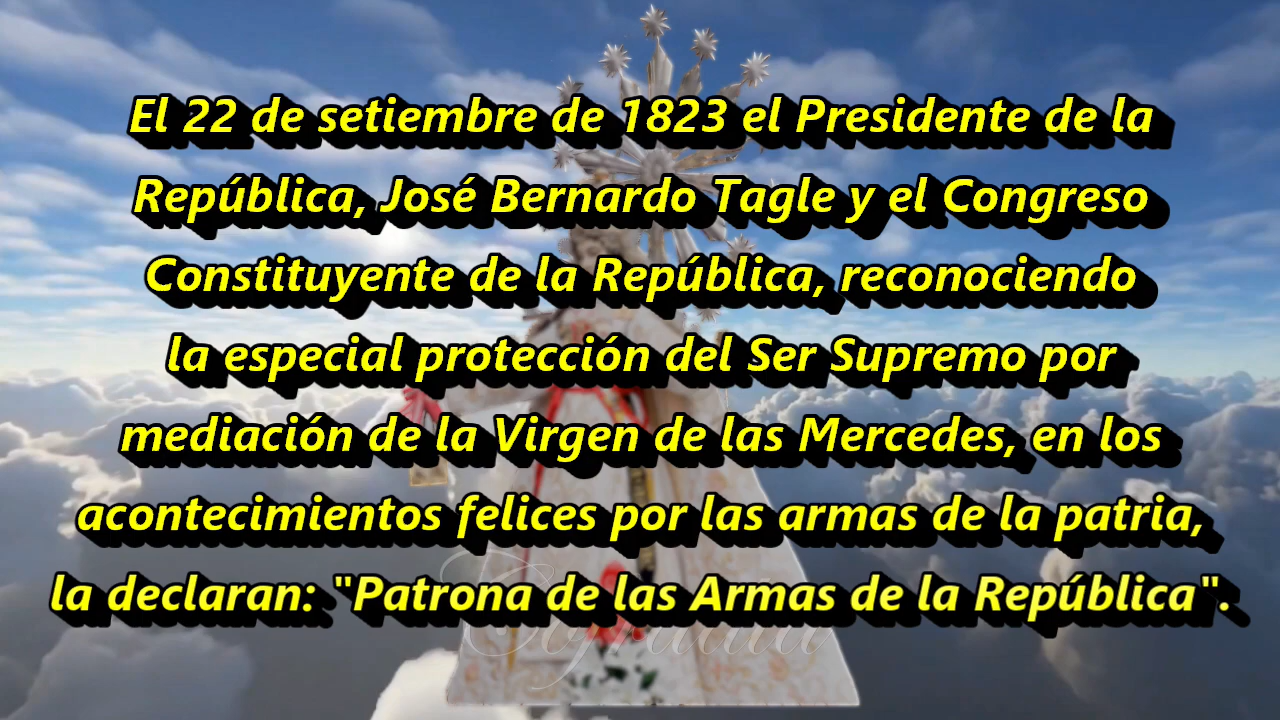 El 22 de setiembre de 1823 el Presidente de la
República, José Bernardo Tagle y el Congreso
Constituyente de la República, reconociendo
la especial protección del Ser Supremo por
mediación de la Virgen de las Mercedes, en los
acontecimientos felices por las armas de la patria,
la declaran: "Patrona de las Armas de la República".